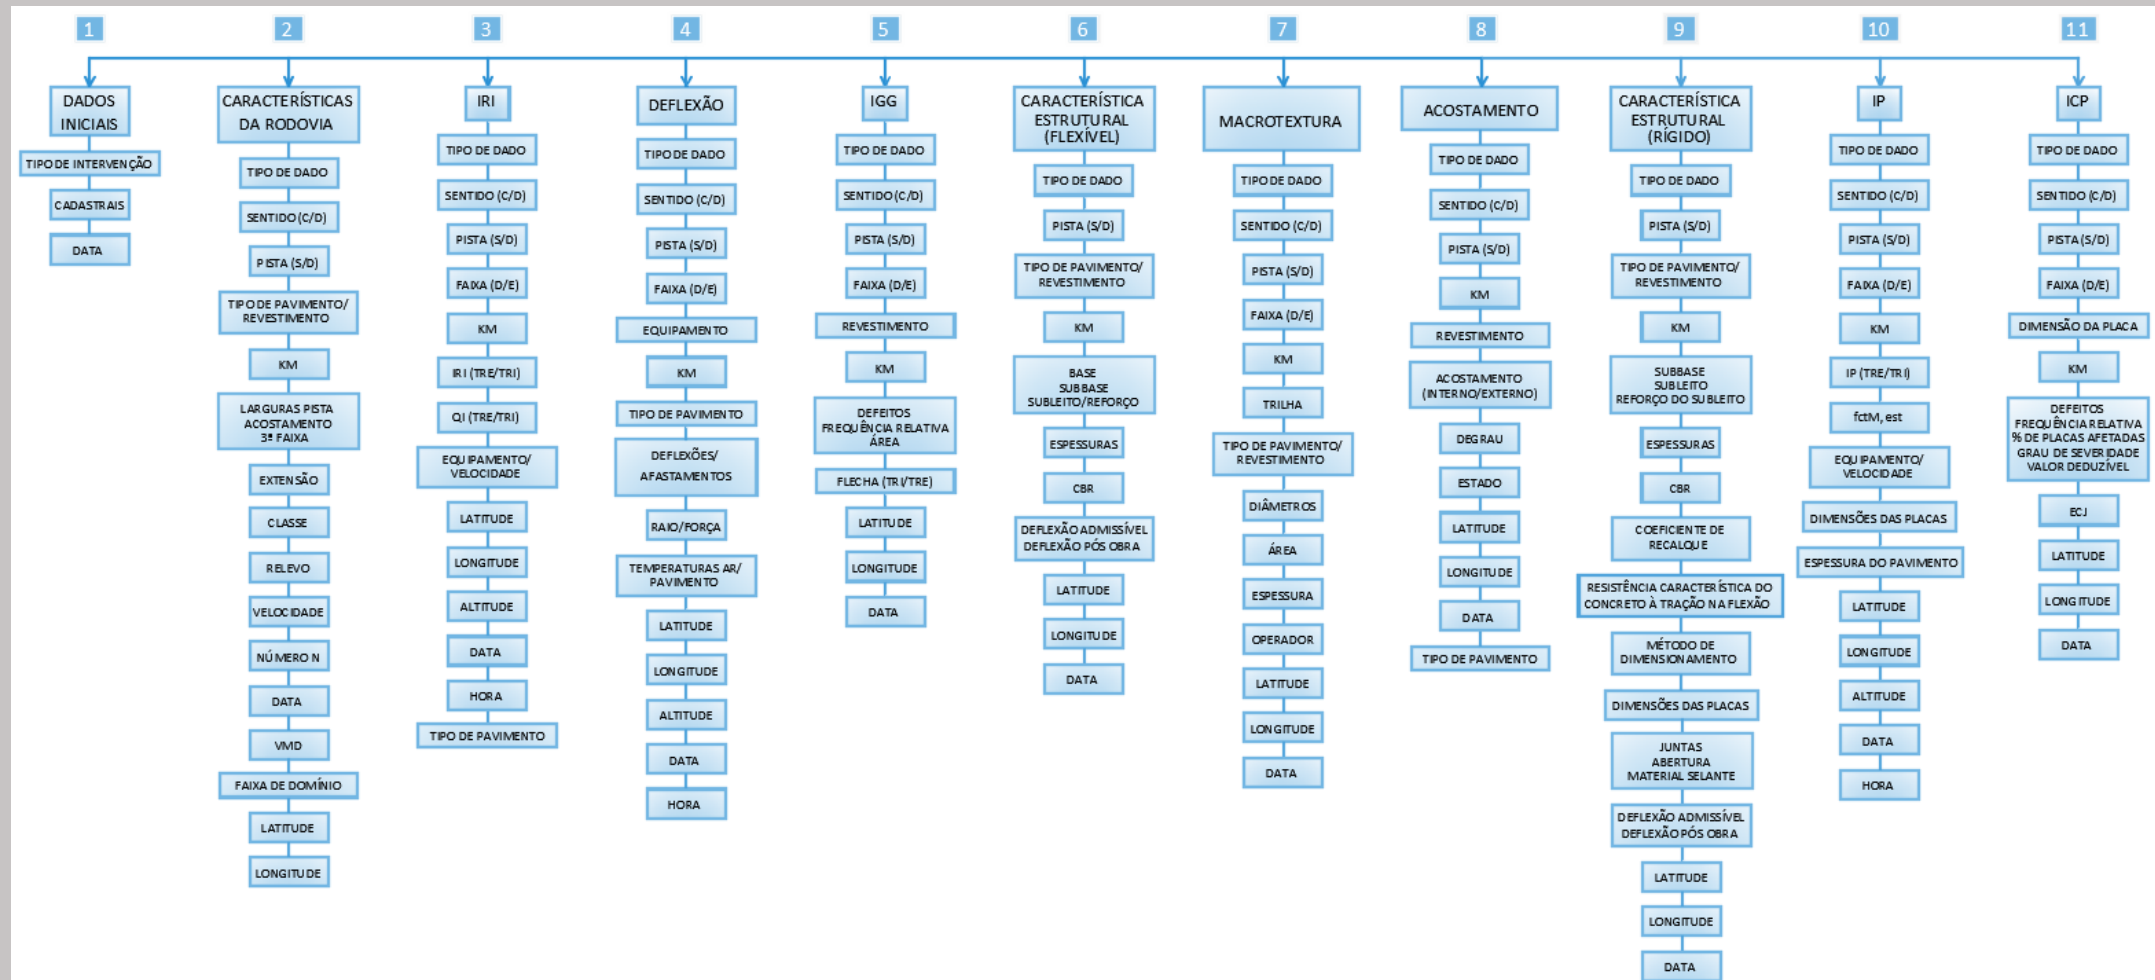 1
2
3
4
5
6
7
8
9
10
11
DADOS
INICIAIS
TIPO DE INTERVENÇÃO
CADASTRAIS
DATA
CARACTERÍSTICAS
DA RODOVIA
TIPO DE DADO
SENTIDO (C/D)
PISTA (S/D)
TIPO DE PAVIMENTO/
REVESTIMENTO
KM
LARGURAS PISTA
ACOSTAMENTO
3ª FAIXA
EXTENSÃO
CLASSE
RELEVO
VELOCIDADE
NÚMERO N
DATA
VMD
FAIXA DE DOMÍNIO
LATITUDE
LONGITUDE
IRI
TIPO DE DADO
SENTIDO (C/D)
PISTA (S/D)
FAIXA (D/E)
KM
IRI (TRE/TRI)
QI (TRE/TRI)
EQUIPAMENTO/
VELOCIDADE
LATITUDE
LONGITUDE
ALTITUDE
DATA
HORA
TIPO DE PAVIMENTO
DEFLEXÃO
TIPO DE DADO
SENTIDO (C/D)
PISTA (S/D)
FAIXA (D/E)
EQUIPAMENTO
KM
TIPO DE PAVIMENTO
DEFLEXÕES/
AFASTAMENTOS
RAIO/FORÇA
TEMPERATURAS AR/
PAVIMENTO
LATITUDE
LONGITUDE
ALTITUDE
DATA
HORA
IGG
TIPO DE DADO
SENTIDO (C/D)
PISTA (S/D)
FAIXA (D/E)
REVESTIMENTO
KM
DEFEITOS
FREQUÊNCIA RELATIVA
ÁREA
FLECHA (TRI/TRE)
LATITUDE
LONGITUDE
DATA
CARACTERÍSTICA
ESTRUTURAL
(FLEXÍVEL)
TIPO DE DADO
PISTA (S/D)
TIPO DE PAVIMENTO/
REVESTIMENTO
KM
BASE
SUBBASE
SUBLEITO/REFORÇO
ESPESSURAS
CBR
DEFLEXÃO ADMISSÍVEL
DEFLEXÃO PÓS OBRA
LATITUDE
LONGITUDE
DATA
MACROTEXTURA
TIPO DE DADO
SENTIDO (C/D)
PISTA (S/D)
FAIXA (D/E)
KM
TRILHA
TIPO DE PAVIMENTO/
REVESTIMENTO
DIÂMETROS
ÁREA
ESPESSURA
OPERADOR
LATITUDE
LONGITUDE
DATA
ACOSTAMENTO
TIPO DE DADO
SENTIDO (C/D)
PISTA (S/D)
KM
REVESTIMENTO
ACOSTAMENTO
(INTERNO/EXTERNO)
DEGRAU
ESTADO
LATITUDE
LONGITUDE
DATA
TIPO DE PAVIMENTO
CARACTERÍSTICA
ESTRUTURAL
(RÍGIDO)
TIPO DE DADO
PISTA (S/D)
TIPO DE PAVIMENTO/
REVESTIMENTO
KM
SUBBASE
SUBLEITO
REFORÇO DO SUBLEITO
ESPESSURAS
CBR
COEFICIENTE DE
RECALQUE
RESISTÊNCIA CARACTERÍSTICA DO
CONCRETO À TRAÇÃO NA FLEXÃO
MÉTODO DE
DIMENSIONAMENTO
DIMENSÕES DAS PLACAS
JUNTAS
ABERTURA
MATERIAL SELANTE
DEFLEXÃO ADMISSÍVEL
DEFLEXÃO PÓS OBRA
LATITUDE
LONGITUDE
DATA
IP
TIPO DE DADO
SENTIDO (C/D)
PISTA (S/D)
FAIXA (D/E)
KM
IP (TRE/TRI)
fctM, est
EQUIPAMENTO/
VELOCIDADE
DIMENSÕES DAS PLACAS
ESPESSURA DO PAVIMENTO
LATITUDE
LONGITUDE
ALTITUDE
DATA
HORA
ICP
TIPO DE DADO
SENTIDO (C/D)
PISTA (S/D)
FAIXA (D/E)
DIMENSÃO DA PLACA
KM
DEFEITOS
FREQUÊNCIA RELATIVA
% DE PLACAS AFETADAS
GRAU DE SEVERIDADE
VALOR DEDUZÍVEL
ECJ
LATITUDE
LONGITUDE
DATA